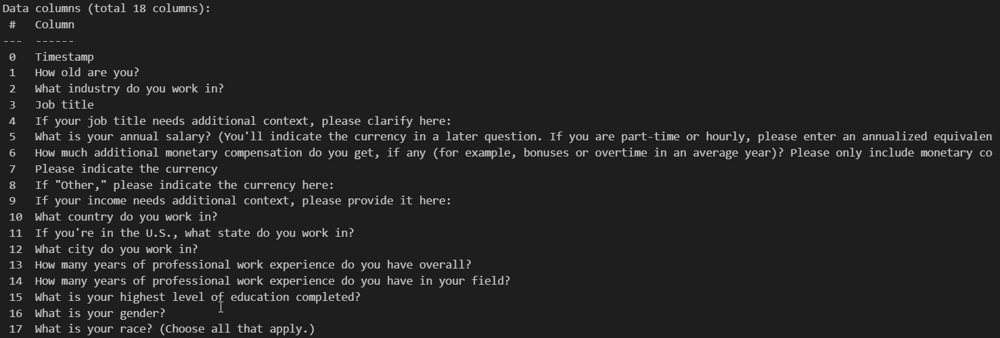 Data columns (total 18 columns):
# Column
--- ------
0 Timestamp
1 How old are you?
2 What industry do you work in?
3 Job title
4 If your job title needs additional context, please clarify here:
5 What is your annual salary? (You'll indicate the currency in a later question. If you are part-time or hourly, please enter an annualized equivalen
6 How much additional monetary compensation do you get, if any (for example, bonuses or overtime in an average year)? Please only include monetary co
7 Please indicate the currency
8 If "Other," please indicate the currency here:
9 If your income needs additional context, please provide it here:
10 What country do you work in?
11 If you're in the U.S., what state do you work in?
12 What city do you work in?
13 How many years of professional work experience do you have overall?
14 How many years of professional work experience do you have in your field?
15 What is your highest level of education completed?
16 What is your gender?
17 What is your race? (Choose all that apply.)